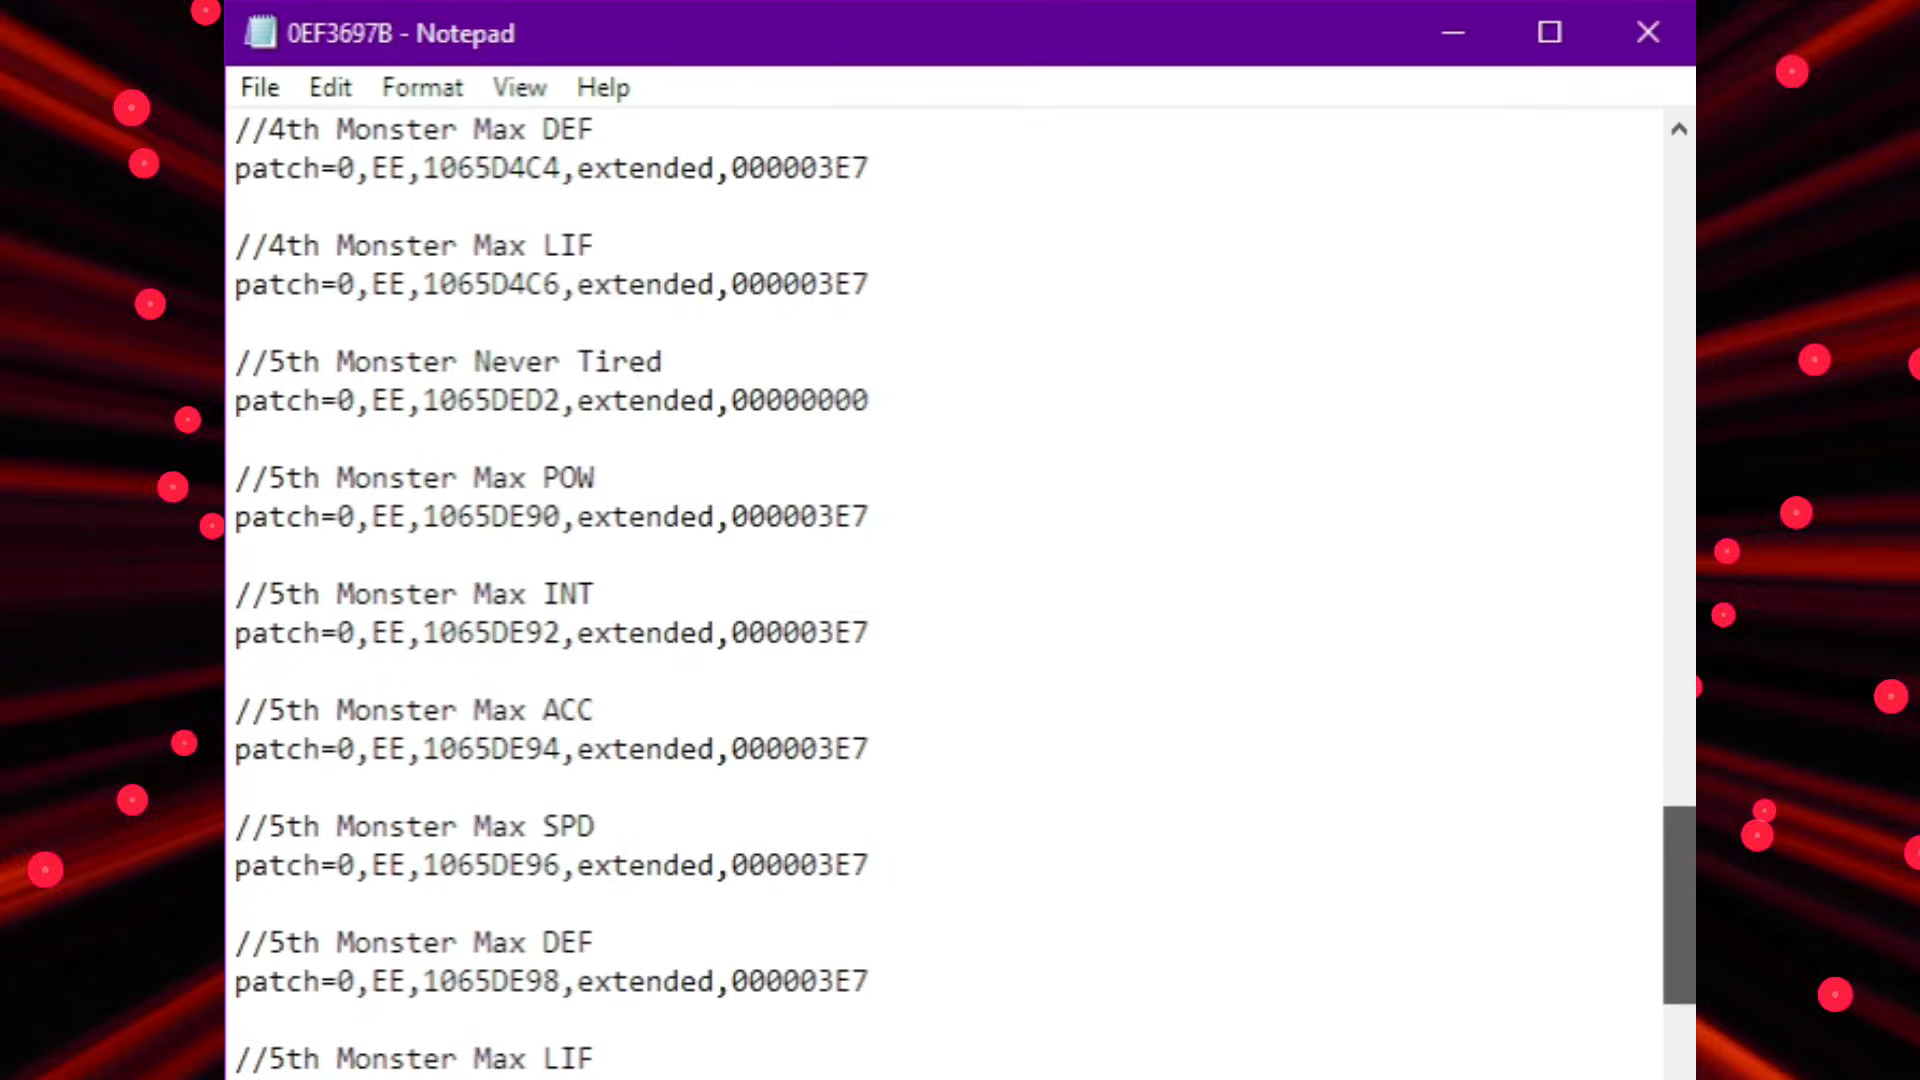 0EF3697B - Notepad
File Edit Format View Help
//4th Monster Max DEF
patch=0,EE,1065D4C4,extended,000003E7
//4th Monster Max LIF
patch=0,EE,1065D4C6,extended,000003E7
//5th Monster Never Tired
patch=0,EE,1065DED2,extended,00000000
//5th Monster Max POW
patch=0,EE,1065DE90,extended,000003E7
//5th Monster Max INT
patch=0,EE,1065DE92,extended,000003E7
//5th Monster Max ACC
patch=0,EE,1065DE94,extended,000003E7
//5th Monster Max SPD
patch=0,EE,1065DE96,extended,000003E7
//5th Monster Max DEF
patch=0,EE,1065DE98,extended,000003E7
//5th Monster Max LIF